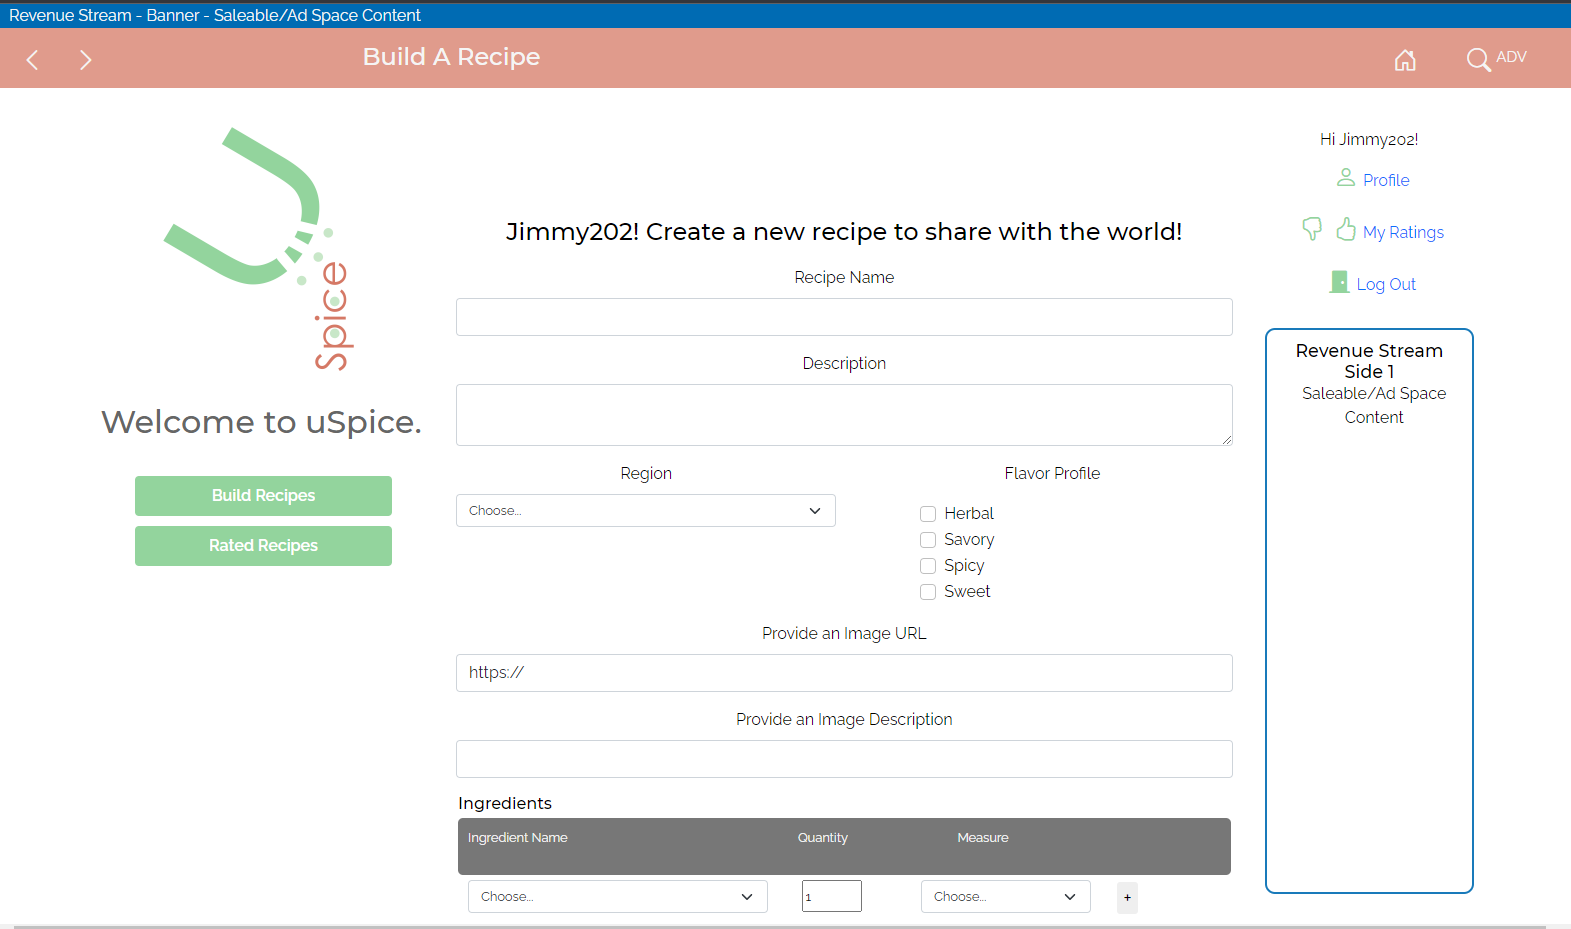 Revenue Stream - Banner - Saleable/Ad Space Content
Build A Recipe
ADV
Spice
Welcome to uSpice.
Build Recipes
Rated Recipes
Jimmy202! Create a new recipe to share with the world!
Recipe Name
Description
Region
Flavor Profile
Choose...
Herbal
Savory
Spicy
Sweet
Provide an Image URL
https://
Provide an Image Description
Ingredients
Ingredient Name
Quantity
Measure
Choose...
1
Choose...
+
Hi Jimmy202!
Profile
My Ratings
Log Out
Revenue Stream
Side 1
Saleable/Ad Space
Content